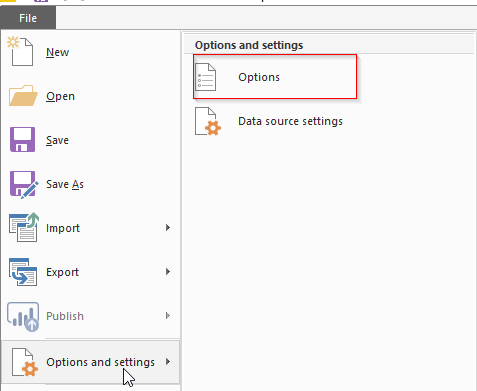 File
New
Open
Save
Save As
Import
Export
Publish
Options and settings
Options and settings
Options
Data source settings